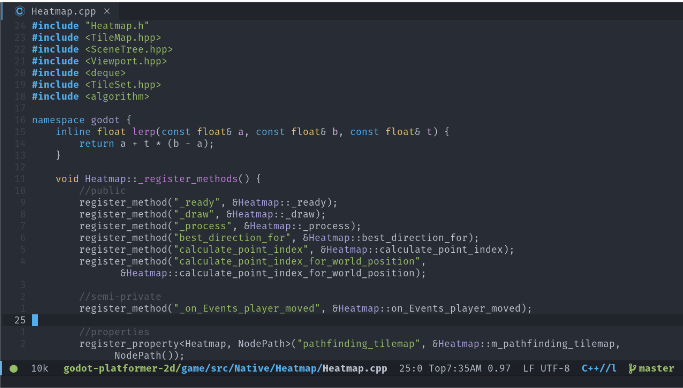 Heatmap.cpp ×
24 #include "Heatmap.h"
23 #include <TileMap.hpp>
22 #include <SceneTree.hpp>
21 #include <Viewport.hpp>
20 #include <deque>
19 #include <TileSet.hpp>
18 #include <algorithm>
17
16 namespace godot {
15     inline float lerp(const float& a, const float& b, const float& t) {
14         return a + t * (b - a);
13     }
12
11     void Heatmap::_register_methods() {
10         //public
9         register_method("_ready", &Heatmap::_ready);
8         register_method("_draw", &Heatmap::_draw);
7         register_method("_process", &Heatmap::_process);
6         register_method("best_direction_for", &Heatmap::best_direction_for);
5         register_method("calculate_point_index", &Heatmap::calculate_point_index);
4         register_method("calculate_point_index_for_world_position",
                &Heatmap::calculate_point_index_for_world_position);
3
2         //semi-private
1         register_method("_on_Events_player_moved", &Heatmap::on_Events_player_moved);
25
1         //properties
2         register_property<Heatmap, NodePath>("pathfinding_tilemap", &Heatmap::m_pathfinding_tilemap,
               NodePath());
10k godot-platformer-2d/game/src/Native/Heatmap/Heatmap.cpp 25:0 Top7:35AM 0.97 LF UTF-8 C++//l master